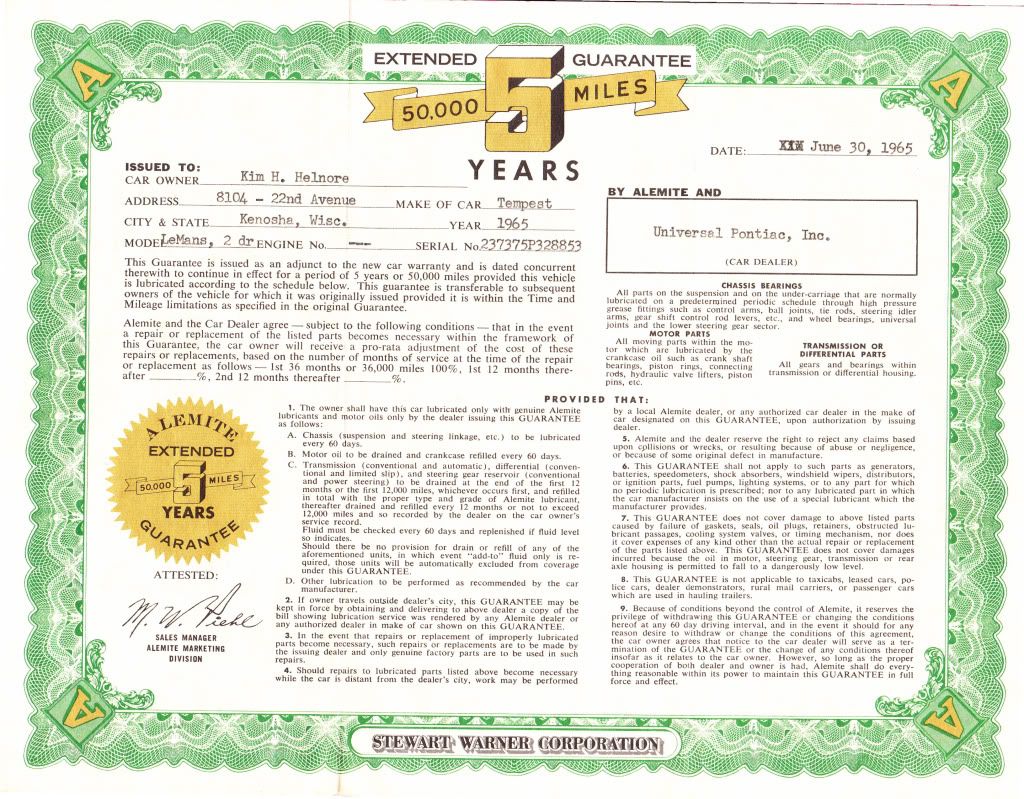 EXTENDED 5 GUARANTEE
50,000 MILES
YEARS
DATE: XIX June 30, 1965
ISSUED TO:
CAR OWNER Kim H. Helnore
ADDRESS 8104 - 22nd Avenue MAKE OF CAR Tempest
CITY & STATE Kenosha, Wisc. YEAR 1965
MODEL LeMans, 2 dr ENGINE No. --- SERIAL No. 237375P328853
This Guarantee is issued as an adjunct to the new car warranty and is dated concurrent
therewith to continue in effect for a period of 5 years or 50,000 miles provided this vehicle
is lubricated according to the schedule below. This guarantee is transferable to subsequent
owners of the vehicle for which it was originally issued provided it is within the Time and
Mileage limitations as specified in the original Guarantee.
Alemite and the Car Dealer agree — subject to the following conditions — that in the event
a repair or replacement of the listed parts becomes necessary within the framework of
this Guarantee, the car owner will receive a pro-rata adjustment of the cost of these
repairs or replacements, based on the number of months of service at the time of the repair
or replacement as follows — 1st 36 months or 36,000 miles 100%, 1st 12 months there-
after ______%, 2nd 12 months thereafter ______%.
BY ALEMITE AND
Universal Pontiac, Inc.
(CAR DEALER)
CHASSIS BEARINGS
All parts on the suspension and on the under-carriage that are normally
lubricated on a predetermined periodic schedule through high pressure
grease fittings such as control arms, ball joints, tie rods, steering idler
arms, gear shift control rod levers, etc., and wheel bearings, universal
joints and the lower steering gear sector.
MOTOR PARTS
All moving parts within the mo-
tor which are lubricated by the
crankcase oil such as crank shaft
bearings, piston rings, connecting
rods, hydraulic valve lifters, piston
pins, etc.
TRANSMISSION OR
DIFFERENTIAL PARTS
All gears and bearings within
transmission or differential housing.
PROVIDED THAT:
1. The owner shall have this car lubricated only with genuine Alemite
lubricants and motor oils only by the dealer issuing this GUARANTEE
as follows:
A. Chassis (suspension and steering linkage, etc.) to be lubricated
every 60 days.
B. Motor oil to be drained and crankcase refilled every 60 days.
C. Transmission (conventional and automatic), differential (conven-
tional and limited slip), and steering gear reservoir (conventional
and power steering) to be drained at the end of the first 12
months or the first 12,000 miles, whichever occurs first, and refilled
in total with the proper type and grade of Alemite lubricant,
thereafter drained and refilled every 12 months or not to exceed
12,000 miles and so recorded by the dealer on the car owner's
service record.
Fluid must be checked every 60 days and replenished if fluid level
so indicates.
Should there be no provision for drain or refill of any of the
aforementioned units, in which event "add-to" fluid only is re-
quired, those units will be automatically excluded from coverage
under this GUARANTEE.
D. Other lubrication to be performed as recommended by the car
manufacturer.
2. If owner travels outside dealer's city, this GUARANTEE may be
kept in force by obtaining and delivering to above dealer a copy of the
bill showing lubrication service was rendered by any Alemite dealer or
any authorized dealer in make of car shown on this GUARANTEE.
3. In the event that repairs or replacement of improperly lubricated
parts become necessary, such repairs or replacements are to be made by
the issuing dealer and only genuine factory parts are to be used in such
repairs.
4. Should repairs to lubricated parts listed above become necessary
while the car is distant from the dealer's city, work may be performed
by a local Alemite dealer, or any authorized car dealer in the make of
car designated on this GUARANTEE, upon authorization by issuing
dealer.
5. Alemite and the dealer reserve the right to reject any claims based
upon collisions or wrecks, or resulting because of abuse or negligence,
or because of some original defect in manufacture.
6. This GUARANTEE shall not apply to such parts as generators,
batteries, speedometers, shock absorbers, windshield wipers, distributors,
or ignition parts, fuel pumps, lighting systems, or to any part for which
no periodic lubrication is prescribed; nor to any lubricated part in which
the car manufacturer insists on the use of a special lubricant which the
manufacturer provides.
7. This GUARANTEE does not cover damage to above listed parts
caused by failure of gaskets, seals, oil plugs, retainers, obstructed lu-
bricant passages, cooling system valves, or timing mechanism, nor does
it cover expenses of any kind other than the actual repair or replacement
of the parts listed above. This GUARANTEE does not cover damages
incurred because the oil in motor, steering gear, transmission or rear
axle housing is permitted to fall to a dangerously low level.
8. This GUARANTEE is not applicable to taxicabs, leased cars, po-
lice cars, dealer demonstrators, rural mail carriers, or passenger cars
which are used in hauling trailers.
9. Because of conditions beyond the control of Alemite, it reserves the
privilege of withdrawing this GUARANTEE or changing the conditions
hereof at any 60 day driving interval, and in the event it should for any
reason desire to withdraw or change the conditions of this agreement,
the car owner agrees that notice to the car dealer will serve as a ter-
mination of the GUARANTEE or the change of any conditions thereof
insofar as it relates to the car owner. However, so long as the proper
cooperation of both dealer and owner is had, Alemite shall do every-
thing reasonable within its power to maintain this GUARANTEE in full
force and effect.
ALEMITE
EXTENDED
5
50,000 MILES
YEARS
GUARANTEE
ATTESTED:
M. W. Piehl
SALES MANAGER
ALEMITE MARKETING
DIVISION
A
A
A
A
STEWART WARNER CORPORATION